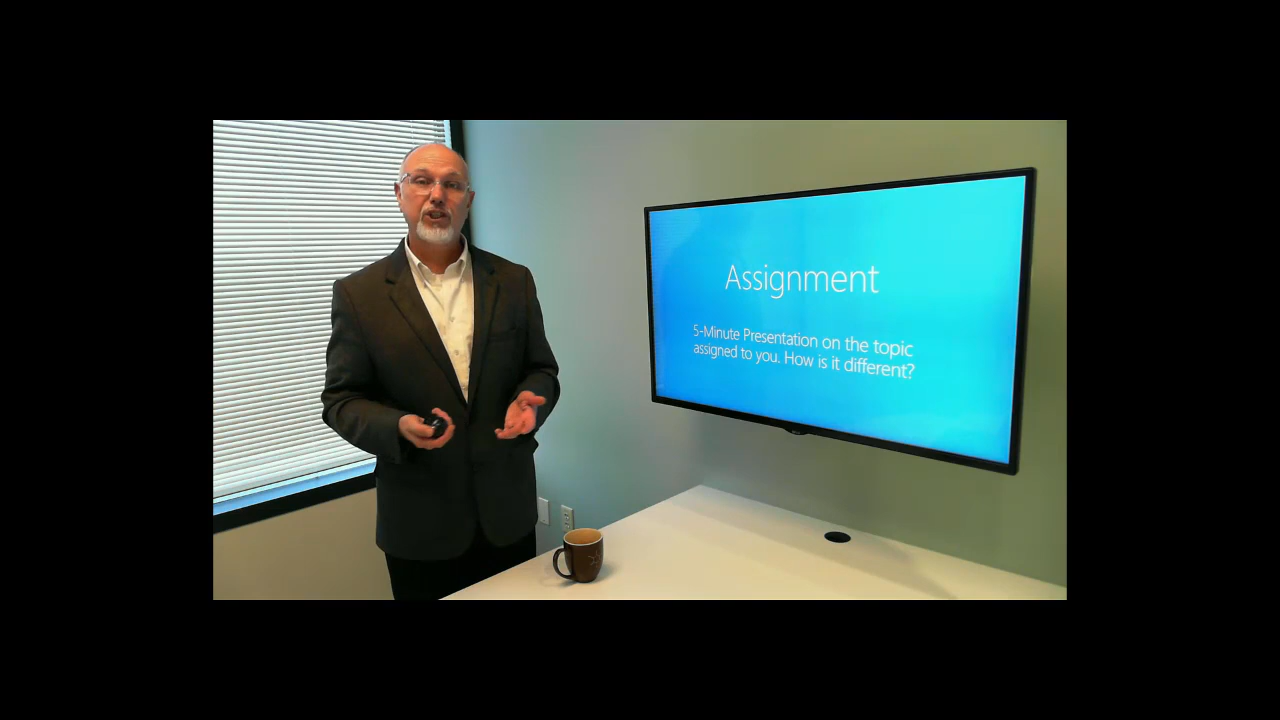 Assignment
5-Minute Presentation on the topic
assigned to you. How is it different?